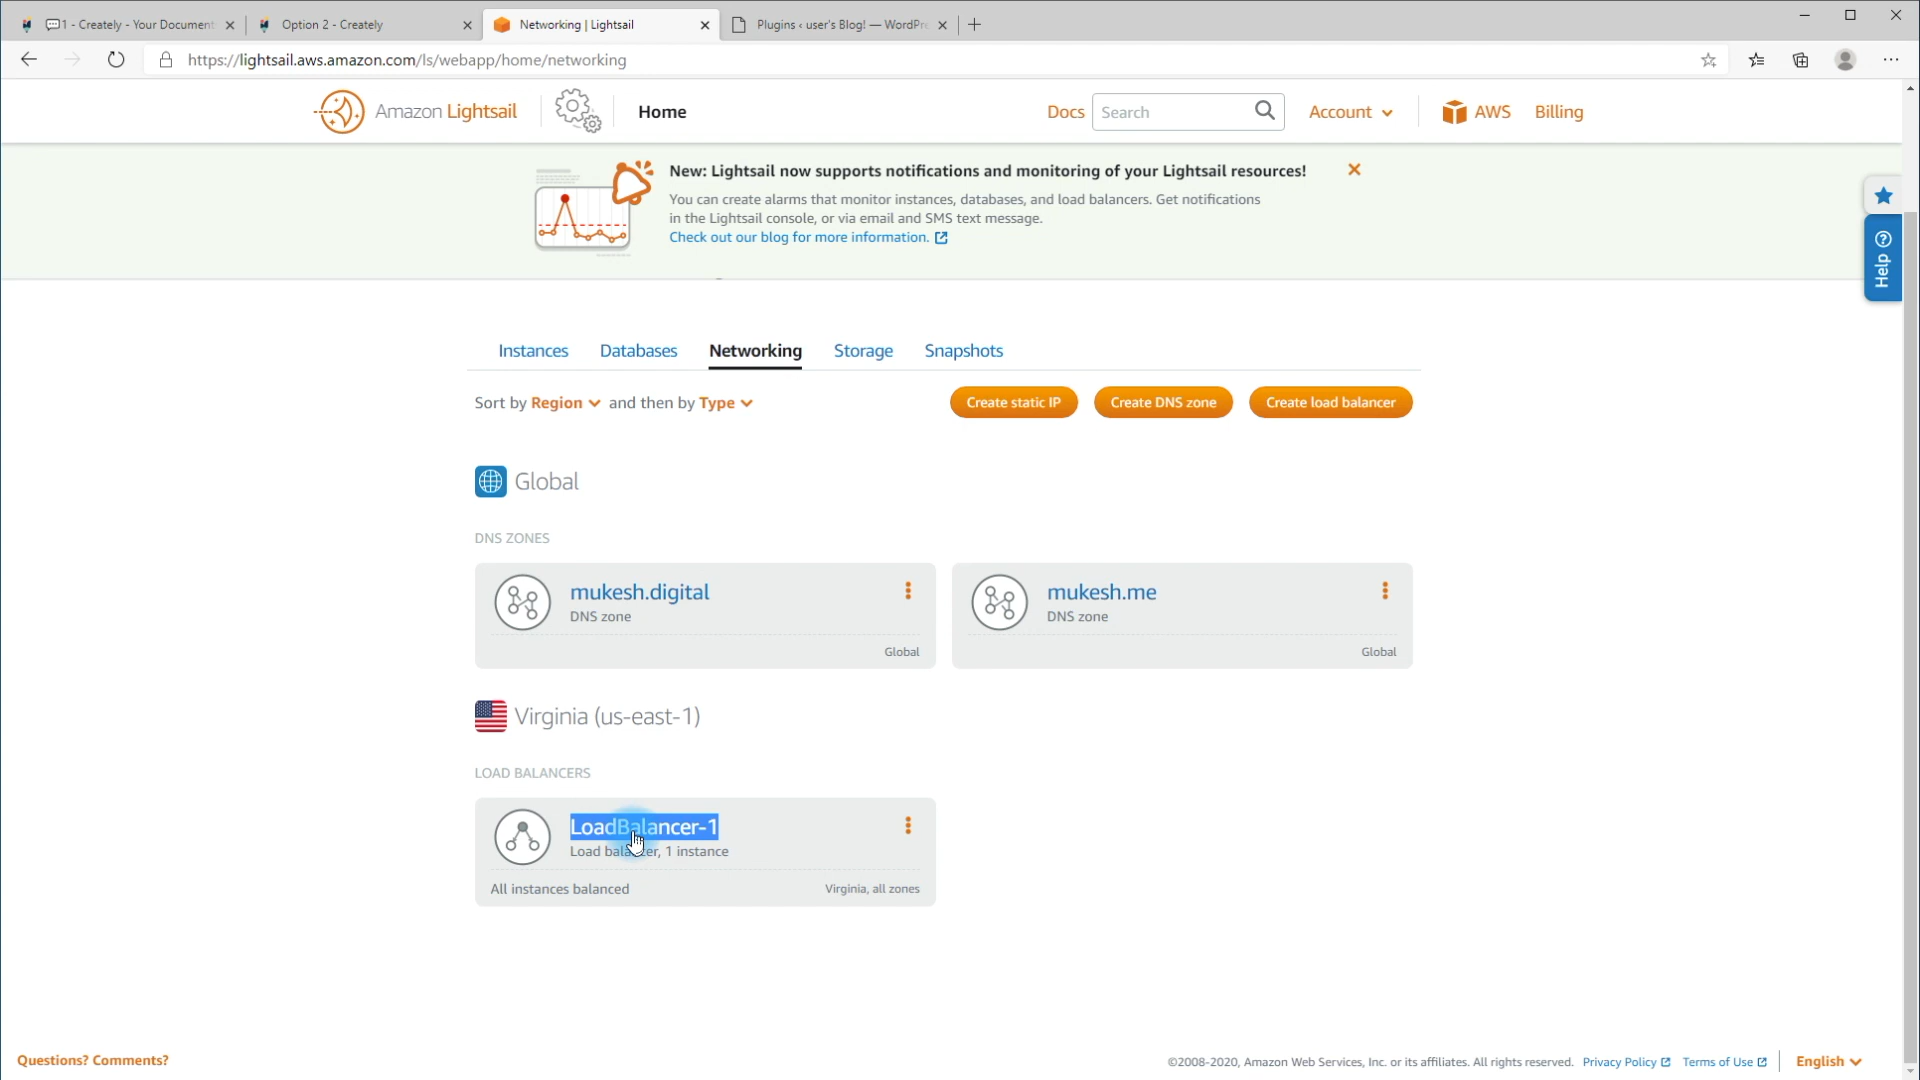 1 - Creately - Your Document
Option 2 - Creately
Networking | Lightsail
Plugins ‹ user's Blog! — WordPre
https://lightsail.aws.amazon.com/ls/webapp/home/networking
Amazon Lightsail
Home
Docs
Search
Account
AWS
Billing
New: Lightsail now supports notifications and monitoring of your Lightsail resources!
You can create alarms that monitor instances, databases, and load balancers. Get notifications
in the Lightsail console, or via email and SMS text message.
Check out our blog for more information.
Help
Instances
Databases
Networking
Storage
Snapshots
Sort by Region and then by Type
Create static IP
Create DNS zone
Create load balancer
Global
DNS ZONES
mukesh.digital
DNS zone
Global
mukesh.me
DNS zone
Global
Virginia (us-east-1)
LOAD BALANCERS
LoadBalancer-1
Load balancer, 1 instance
All instances balanced
Virginia, all zones
Questions? Comments?
©2008-2020, Amazon Web Services, Inc. or its affiliates. All rights reserved.
Privacy Policy
Terms of Use
English